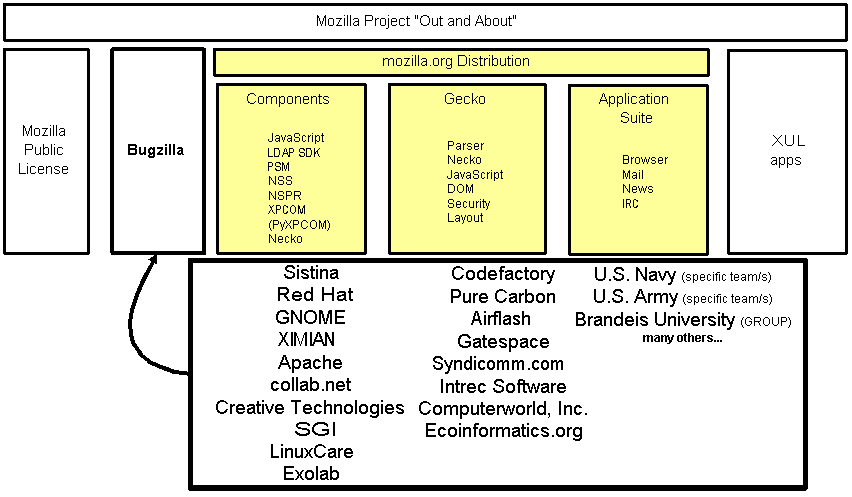 Mozilla Project "Out and About"
Mozilla
Public
License
Bugzilla
mozilla.org Distribution
Components
JavaScript
LDAP SDK
PSM
NSS
NSPR
XPCOM
(PyXPCOM)
Necko
Gecko
Parser
Necko
JavaScript
DOM
Security
Layout
Application
Suite
Browser
Mail
News
IRC
XUL
apps
Sistina
Red Hat
GNOME
XIMIAN
Apache
collab.net
Creative Technologies
SGI
LinuxCare
Exolab
Codefactory
Pure Carbon
Airflash
Gatespace
Syndicomm.com
Intrec Software
Computerworld, Inc.
Ecoinformatics.org
U.S. Navy (specific team/s)
U.S. Army (specific team/s)
Brandeis University (GROUP)
many others...